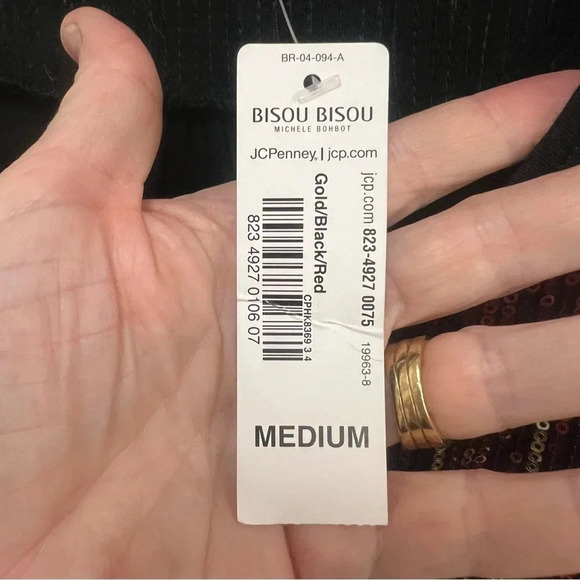 BR-04-094-A
BISOU BISOU
MICHELE BOHBOT
JCPenney | jcp.com
jcp.com 823-4927 0075 19963-8
Gold/Black/Red
CPHK8369 3 4
823 4927 0106 07
MEDIUM